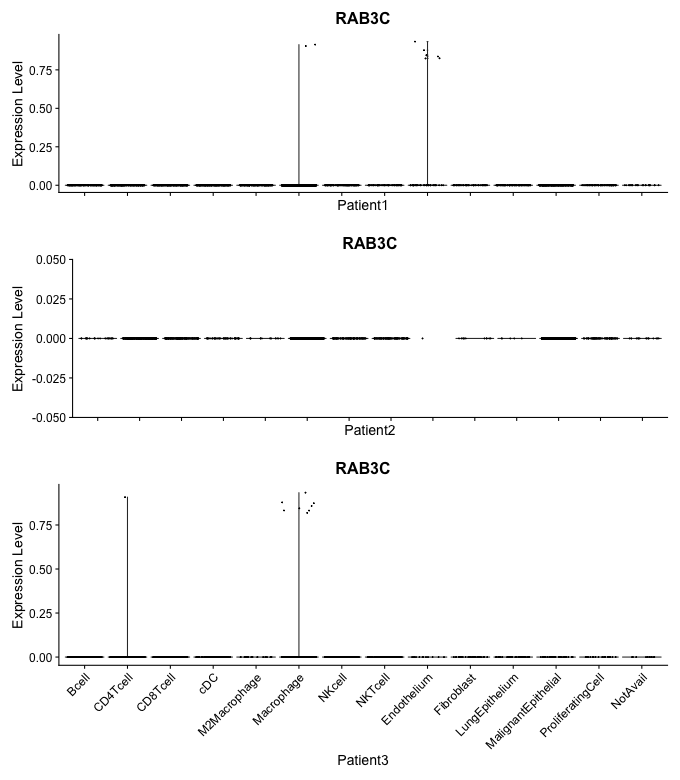 RAB3C
Expression Level
0.75
0.50
0.25
0.00
Patient1
RAB3C
Expression Level
0.050
0.025
0.000
-0.025
-0.050
Patient2
RAB3C
Expression Level
0.75
0.50
0.25
0.00
Bcell
CD4Tcell
CD8Tcell
cDC
M2Macrophage
Macrophage
NKcell
NKTcell
Endothelium
Fibroblast
LungEpithelium
MalignantEpithelial
ProliferatingCell
NotAvail
Patient3